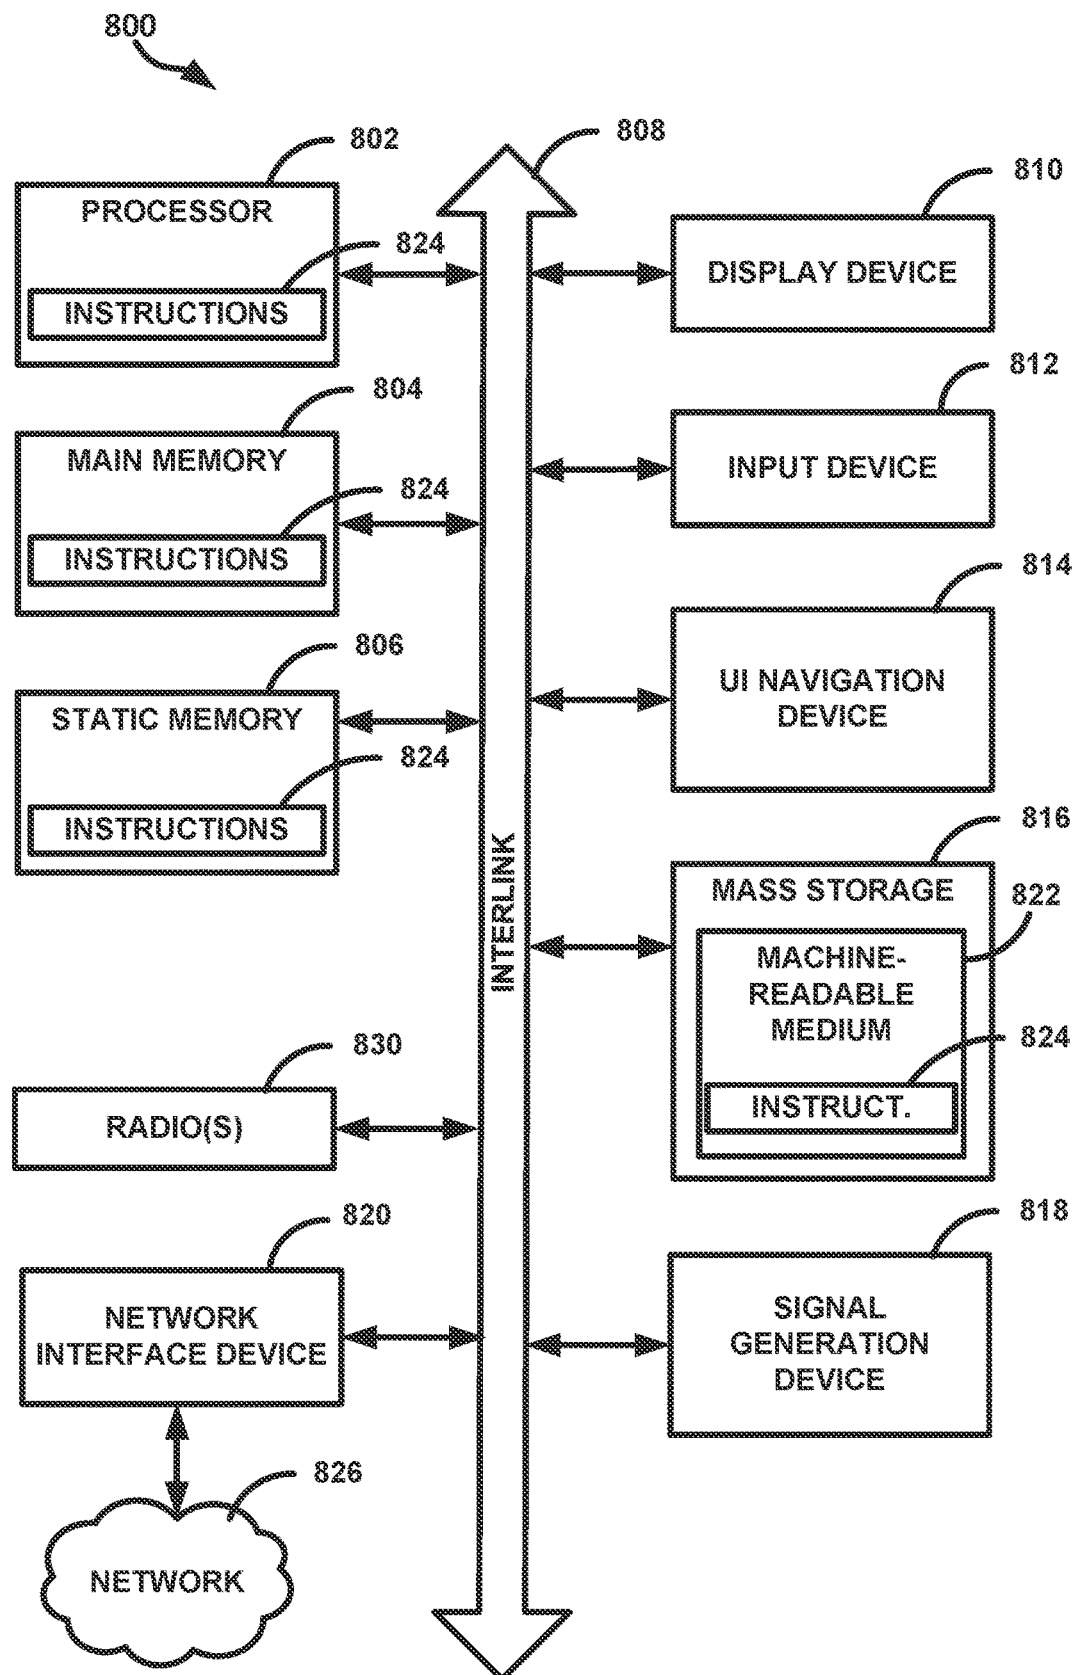 800
802
PROCESSOR
824
INSTRUCTIONS
804
MAIN MEMORY
824
INSTRUCTIONS
806
STATIC MEMORY
824
INSTRUCTIONS
830
RADIO(S)
820
NETWORK
INTERFACE DEVICE
826
NETWORK
808
INTERLINK
810
DISPLAY DEVICE
812
INPUT DEVICE
814
UI NAVIGATION
DEVICE
816
MASS STORAGE
822
MACHINE-
READABLE
MEDIUM
824
INSTRUCT.
818
SIGNAL
GENERATION
DEVICE